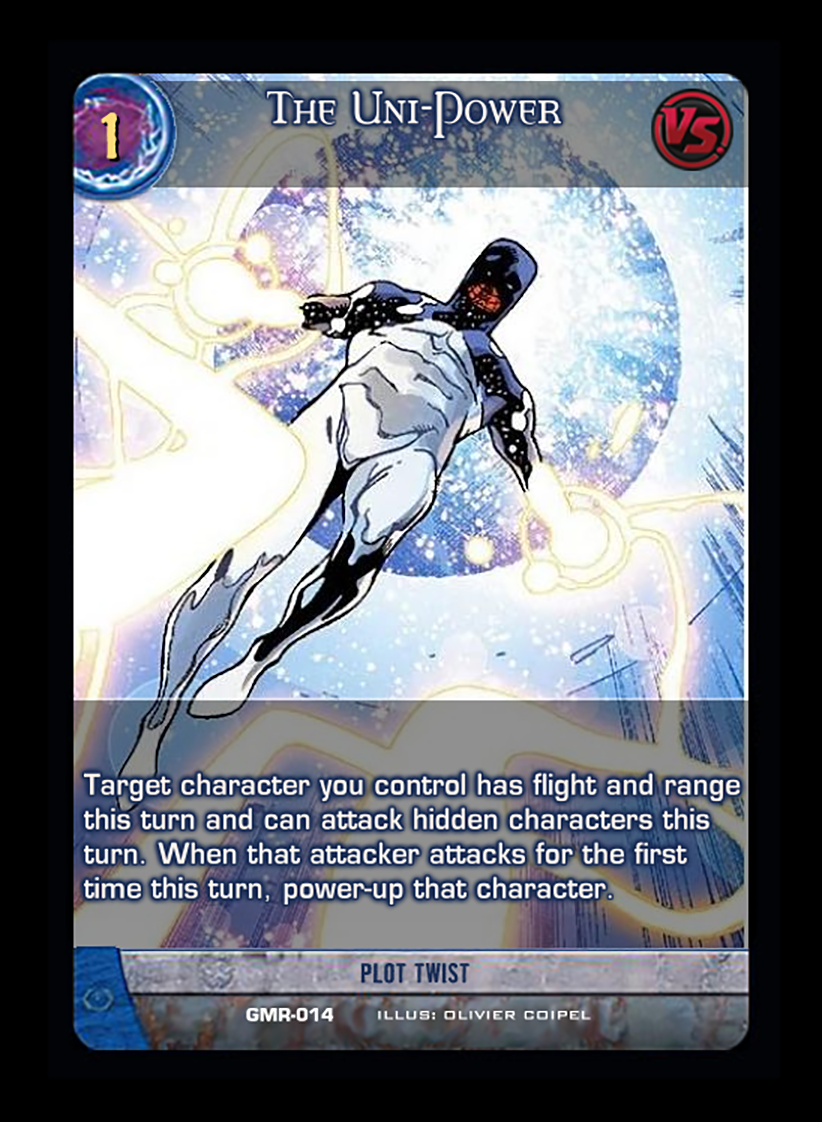 1
The Uni-Power
VS.
Target character you control has flight and range
this turn and can attack hidden characters this
turn. When that attacker attacks for the first
time this turn, power-up that character.
PLOT TWIST
GMR-014 ILLUS: OLIVIER COIPEL